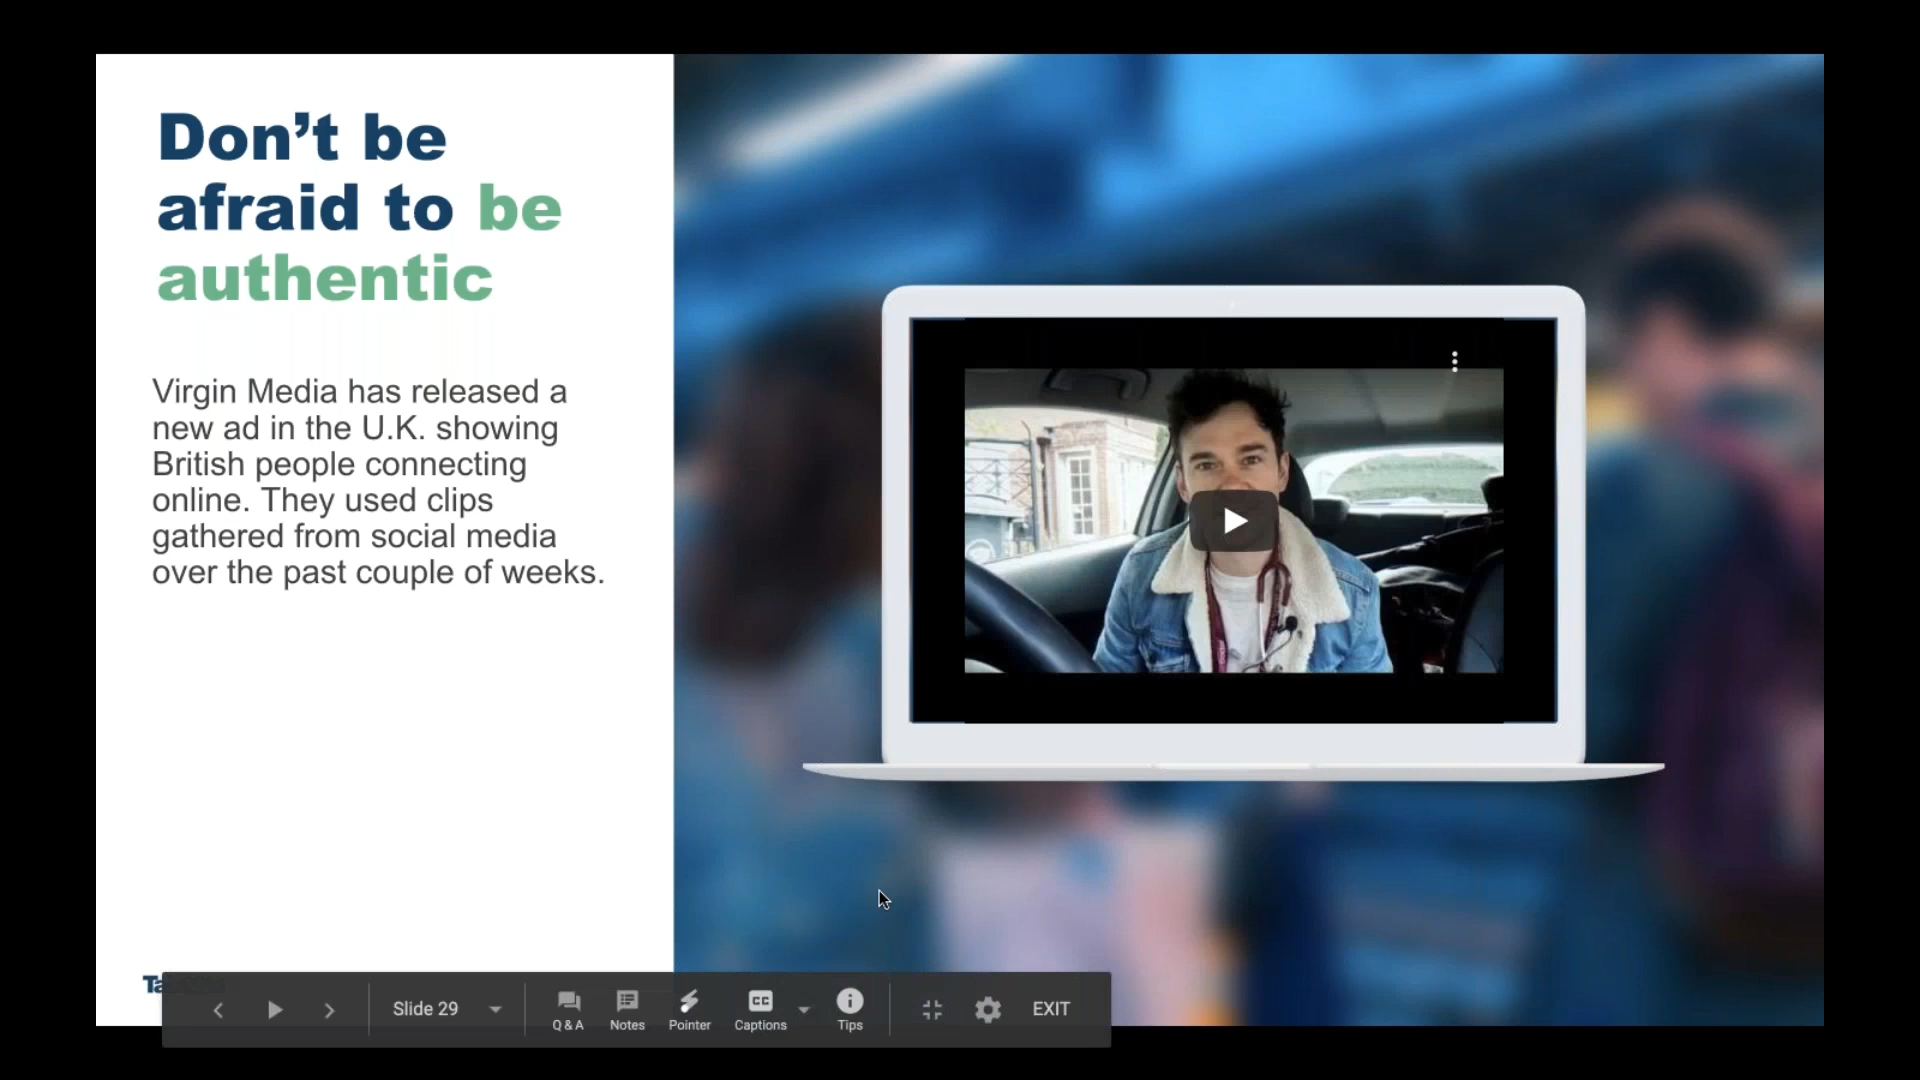 Don’t be
afraid to be
authentic
Virgin Media has released a
new ad in the U.K. showing
British people connecting
online. They used clips
gathered from social media
over the past couple of weeks.
Slide 29
Q & A
Notes
CC
Pointer
Captions
Tips
EXIT